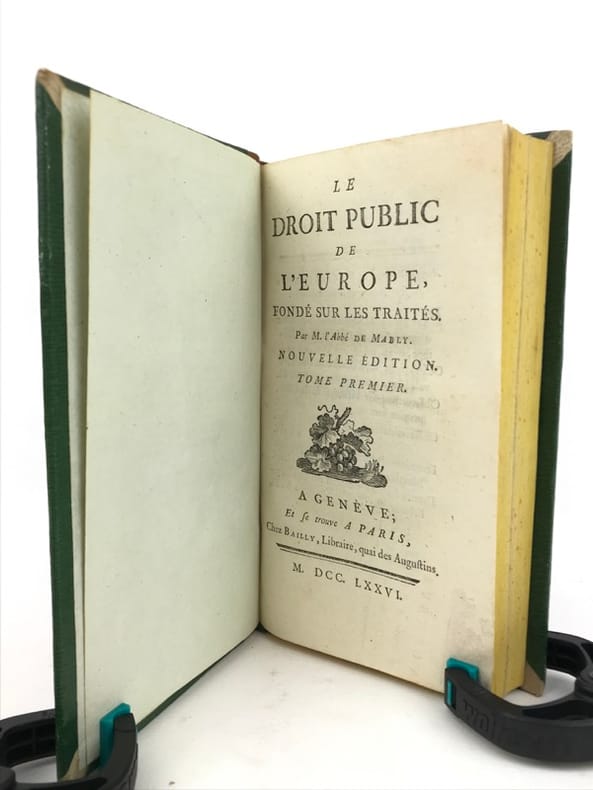 LE
DROIT PUBLIC
DE
L'EUROPE,
FONDÉ SUR LES TRAITÉS.
Par M. l'Abbé DE MABLY.
NOUVELLE ÉDITION.
TOME PREMIER.
A GENÈVE;
Et se trouve A PARIS,
Chez BAILLY, Libraire, quai des Augustins.
M. DCC. LXXVI.